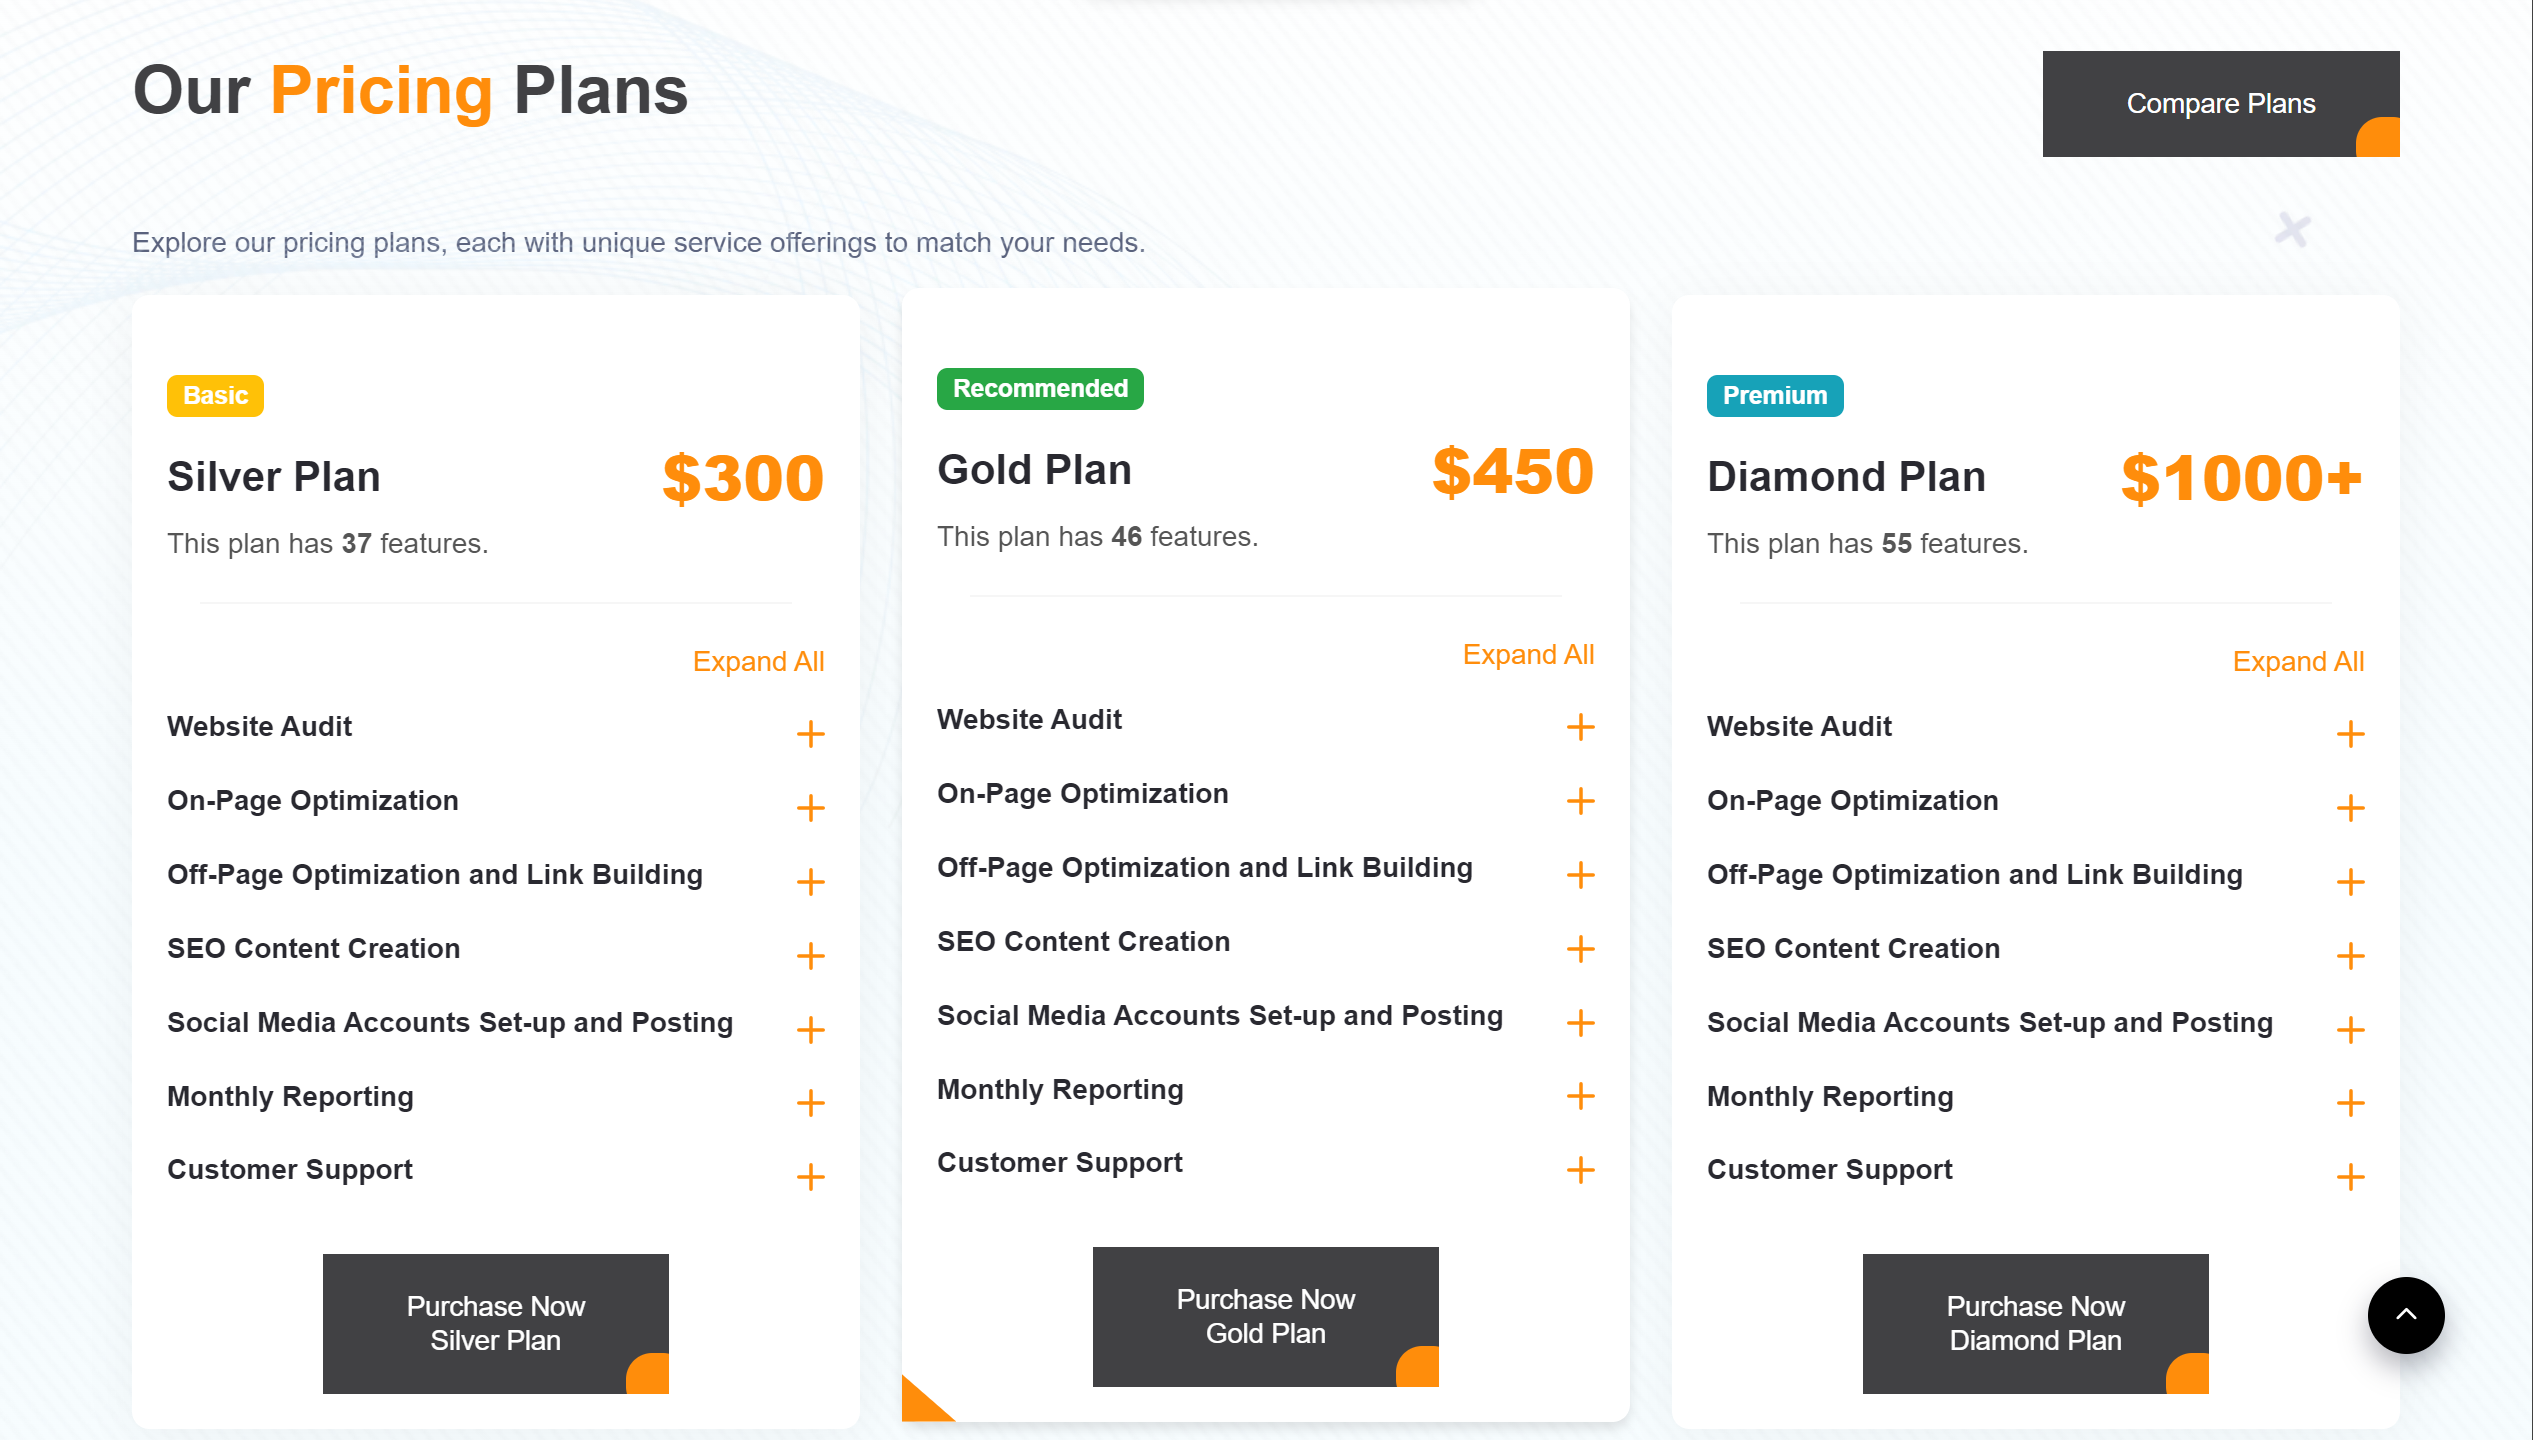 Our Pricing Plans
Compare Plans
Explore our pricing plans, each with unique service offerings to match your needs.
Basic
Silver Plan
$300
This plan has 37 features.
Expand All
Website Audit
On-Page Optimization
Off-Page Optimization and Link Building
SEO Content Creation
Social Media Accounts Set-up and Posting
Monthly Reporting
Customer Support
Purchase Now
Silver Plan
Recommended
Gold Plan
$450
This plan has 46 features.
Expand All
Website Audit
On-Page Optimization
Off-Page Optimization and Link Building
SEO Content Creation
Social Media Accounts Set-up and Posting
Monthly Reporting
Customer Support
Purchase Now
Gold Plan
Premium
Diamond Plan
$1000+
This plan has 55 features.
Expand All
Website Audit
On-Page Optimization
Off-Page Optimization and Link Building
SEO Content Creation
Social Media Accounts Set-up and Posting
Monthly Reporting
Customer Support
Purchase Now
Diamond Plan